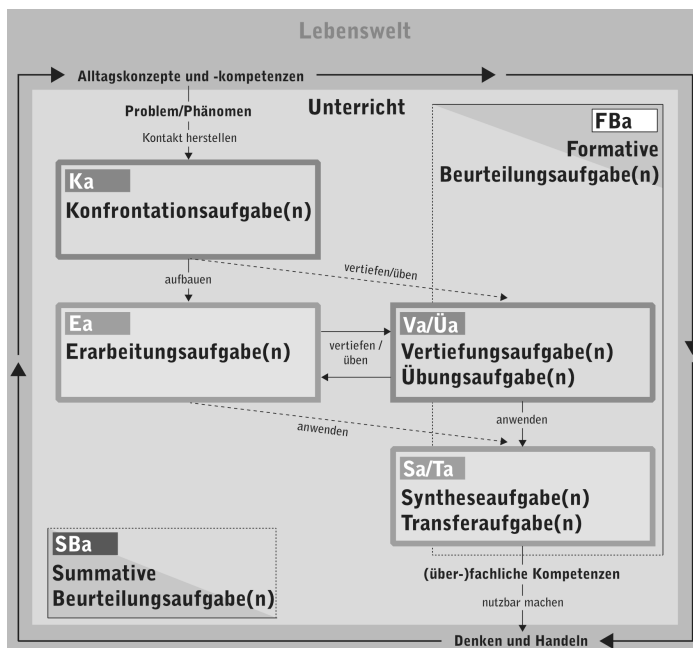 Lebenswelt
Alltagskonzepte und -kompetenzen
Problem/Phänomen
Unterricht
Kontakt herstellen
FBa
Formative
Beurteilungsaufgabe(n)
Ka
Konfrontationsaufgabe(n)
aufbauen
vertiefen/üben
Ea
Erarbeitungsaufgabe(n)
vertiefen /
üben
Va/Üa
Vertiefungsaufgabe(n)
Übungsaufgabe(n)
anwenden
anwenden
Sa/Ta
Syntheseaufgabe(n)
Transferaufgabe(n)
SBa
Summative
Beurteilungsaufgabe(n)
(über-)fachliche Kompetenzen
nutzbar machen
Denken und Handeln